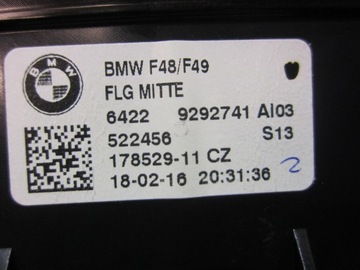 BMW
BMW F48/F49
FLG MITTE
6422 9292741 AI03
522456 S13
178529-11 CZ
18-02-16 20:31:36
2